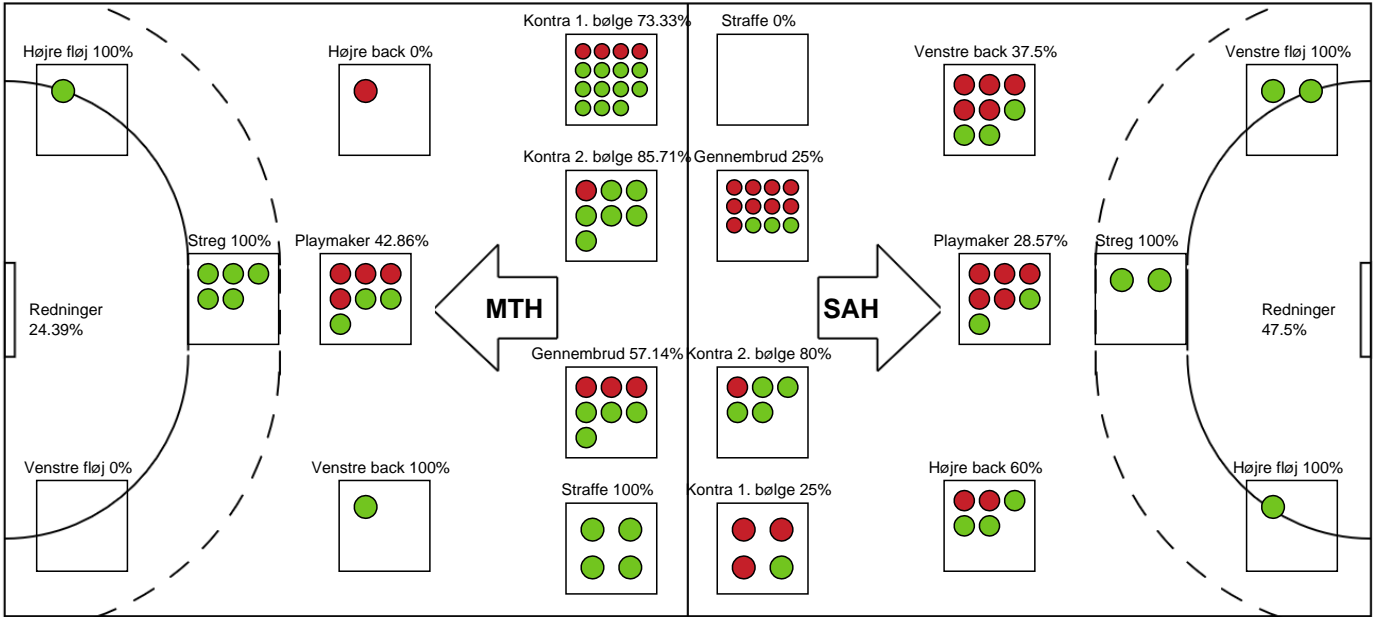 Kontra 1. bølge 73.33%
Straffe 0%
Højre fløj 100%
Højre back 0%
Venstre back 37.5%
Venstre fløj 100%
Kontra 2. bølge 85.71%
Gennembrud 25%
Streg 100%
Playmaker 42.86%
Playmaker 28.57%
Streg 100%
Redninger
24.39%
MTH
SAH
Redninger
47.5%
Gennembrud 57.14%
Kontra 2. bølge 80%
Venstre fløj 0%
Venstre back 100%
Straffe 100%
Kontra 1. bølge 25%
Højre back 60%
Højre fløj 100%